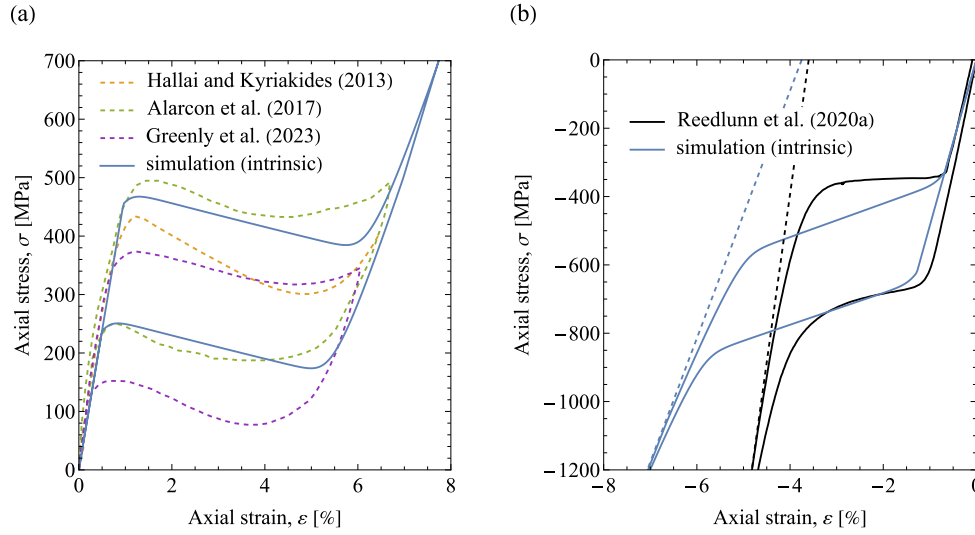 (a)
700
600
500
400
300
200
100
0
Axial stress, σ [MPa]
Hallai and Kyriakides (2013)
Alarcon et al. (2017)
Greenly et al. (2023)
simulation (intrinsic)
0 2 4 6 8
Axial strain, ε [%]
(b)
0
−200
−400
−600
−800
−1000
−1200
Axial stress, σ [MPa]
Reedlunn et al. (2020a)
simulation (intrinsic)
−8 −6 −4 −2 0
Axial strain, ε [%]